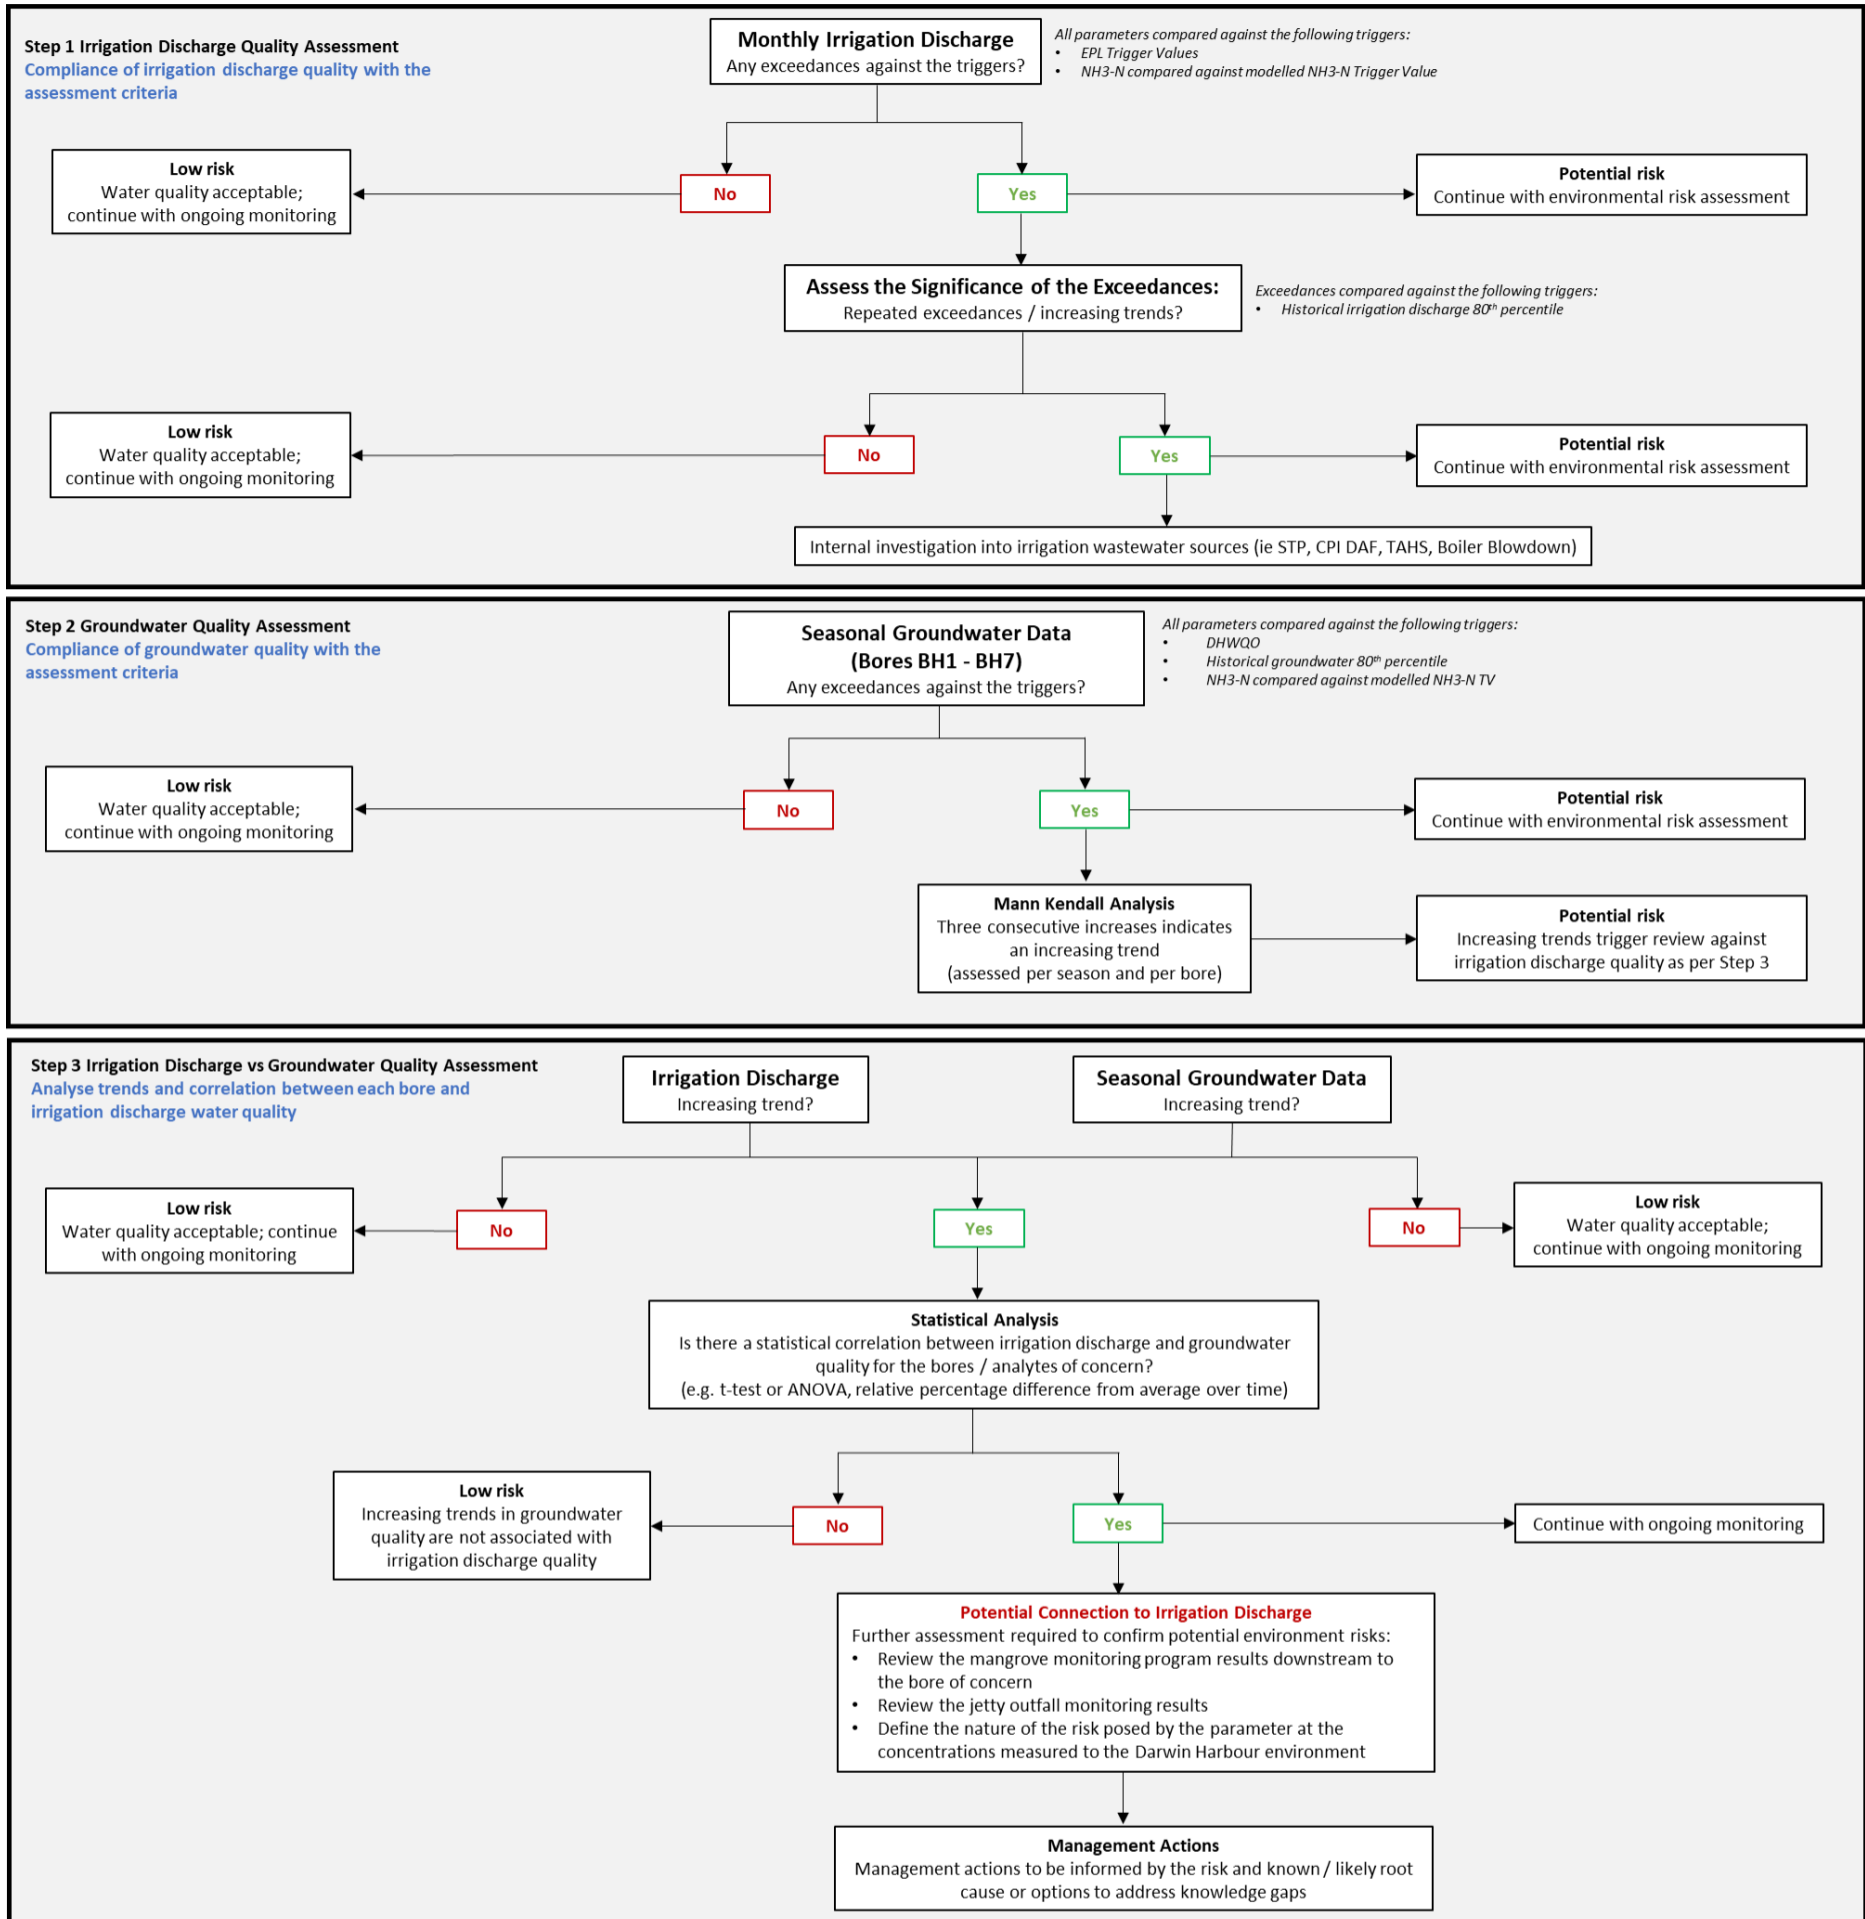 Step 1 Irrigation Discharge Quality Assessment
Compliance of irrigation discharge quality with the
assessment criteria
Monthly Irrigation Discharge
Any exceedances against the triggers?
All parameters compared against the following triggers:
• EPL Trigger Values
• NH3-N compared against modelled NH3-N Trigger Value
Low risk
Water quality acceptable;
continue with ongoing monitoring
No
Yes
Potential risk
Continue with environmental risk assessment
Assess the Significance of the Exceedances:
Repeated exceedances / increasing trends?
Exceedances compared against the following triggers:
• Historical irrigation discharge 80th percentile
Low risk
Water quality acceptable;
continue with ongoing monitoring
No
Yes
Potential risk
Continue with environmental risk assessment
Internal investigation into irrigation wastewater sources (ie STP, CPI DAF, TAHS, Boiler Blowdown)
Step 2 Groundwater Quality Assessment
Compliance of groundwater quality with the
assessment criteria
Seasonal Groundwater Data
(Bores BH1 - BH7)
Any exceedances against the triggers?
All parameters compared against the following triggers:
• DHWQO
• Historical groundwater 80th percentile
• NH3-N compared against modelled NH3-N TV
Low risk
Water quality acceptable;
continue with ongoing monitoring
No
Yes
Potential risk
Continue with environmental risk assessment
Mann Kendall Analysis
Three consecutive increases indicates
an increasing trend
(assessed per season and per bore)
Potential risk
Increasing trends trigger review against
irrigation discharge quality as per Step 3
Step 3 Irrigation Discharge vs Groundwater Quality Assessment
Analyse trends and correlation between each bore and
irrigation discharge water quality
Irrigation Discharge
Increasing trend?
Seasonal Groundwater Data
Increasing trend?
Low risk
Water quality acceptable; continue
with ongoing monitoring
No
Yes
No
Low risk
Water quality acceptable;
continue with ongoing monitoring
Statistical Analysis
Is there a statistical correlation between irrigation discharge and groundwater
quality for the bores / analytes of concern?
(e.g. t-test or ANOVA, relative percentage difference from average over time)
Low risk
Increasing trends in groundwater
quality are not associated with
irrigation discharge quality
No
Yes
Continue with ongoing monitoring
Potential Connection to Irrigation Discharge
Further assessment required to confirm potential environment risks:
• Review the mangrove monitoring program results downstream to
the bore of concern
• Review the jetty outfall monitoring results
• Define the nature of the risk posed by the parameter at the
concentrations measured to the Darwin Harbour environment
Management Actions
Management actions to be informed by the risk and known / likely root
cause or options to address knowledge gaps